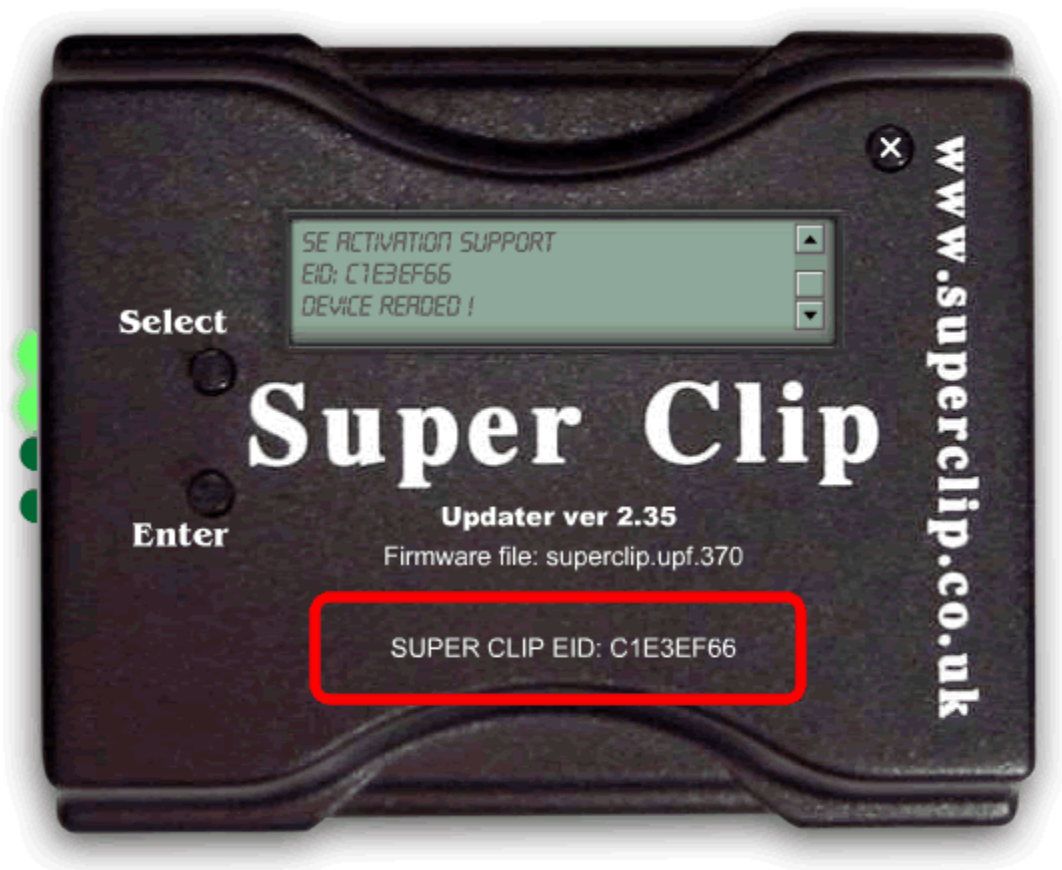 SE ACTIVATION SUPPORT
EID: C1E3EF66
DEVICE READED !
Select
Super Clip
Enter
Updater ver 2.35
Firmware file: superclip.upf.370
SUPER CLIP EID: C1E3EF66
www.superclip.co.uk